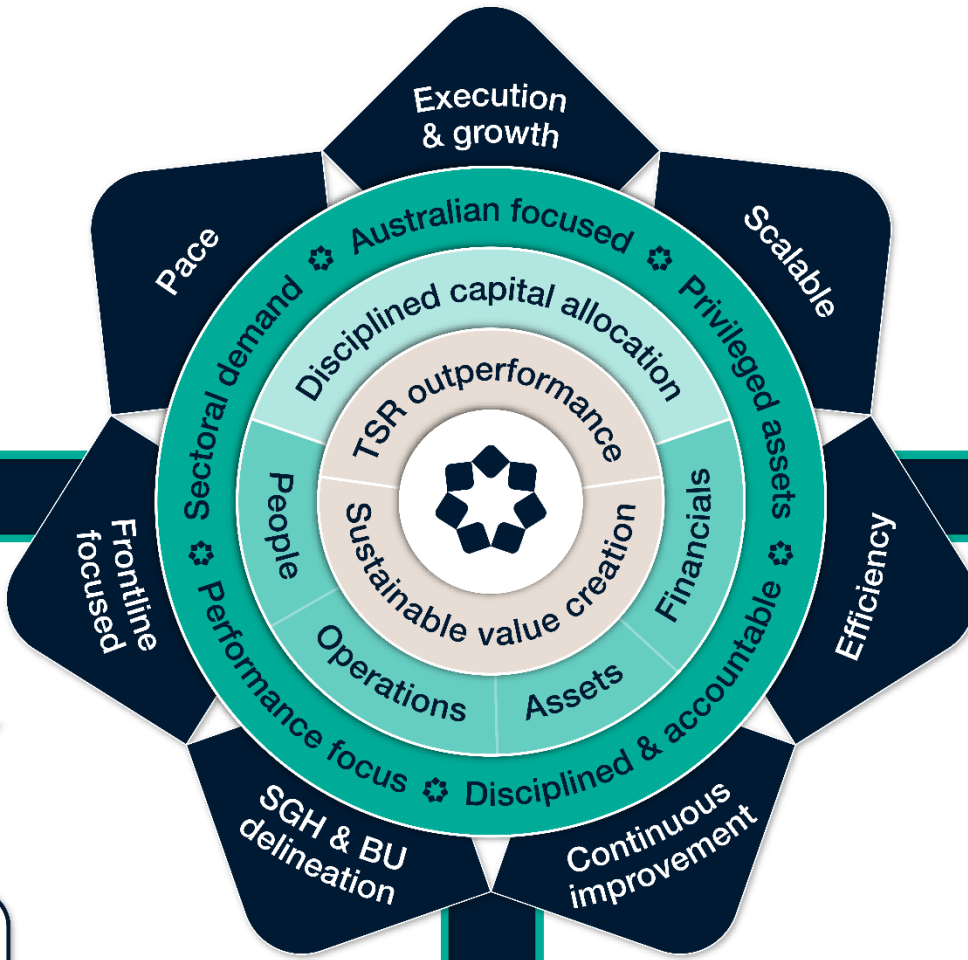 Execution
& growth
Scalable
Efficiency
Continuous
improvement
SGH & BU
delineation
Frontline
focused
Pace
Australian focused
Privileged assets
Disciplined & accountable
Performance focus
Sectoral demand
Disciplined capital allocation
Financials
Assets
Operations
People
TSR outperformance
Sustainable value creation